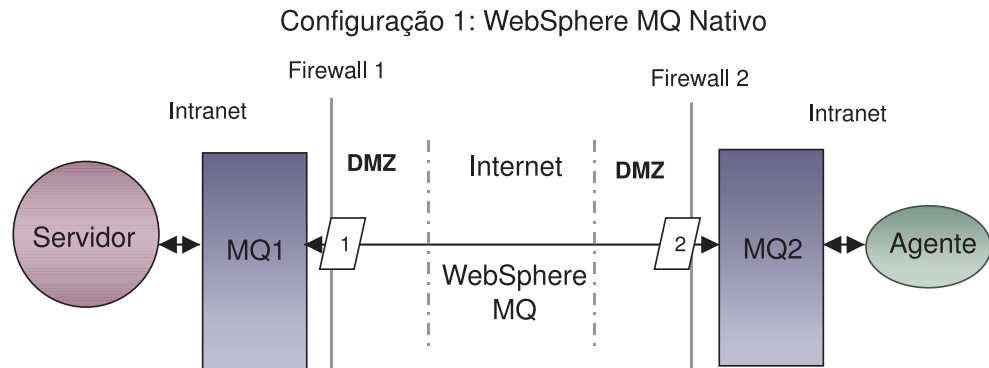 Configuração 1: WebSphere MQ Nativo
Firewall 1
Firewall 2
Intranet
Intranet
DMZ
Internet
DMZ
Servidor
MQ1
1
2
MQ2
Agente
WebSphere
MQ